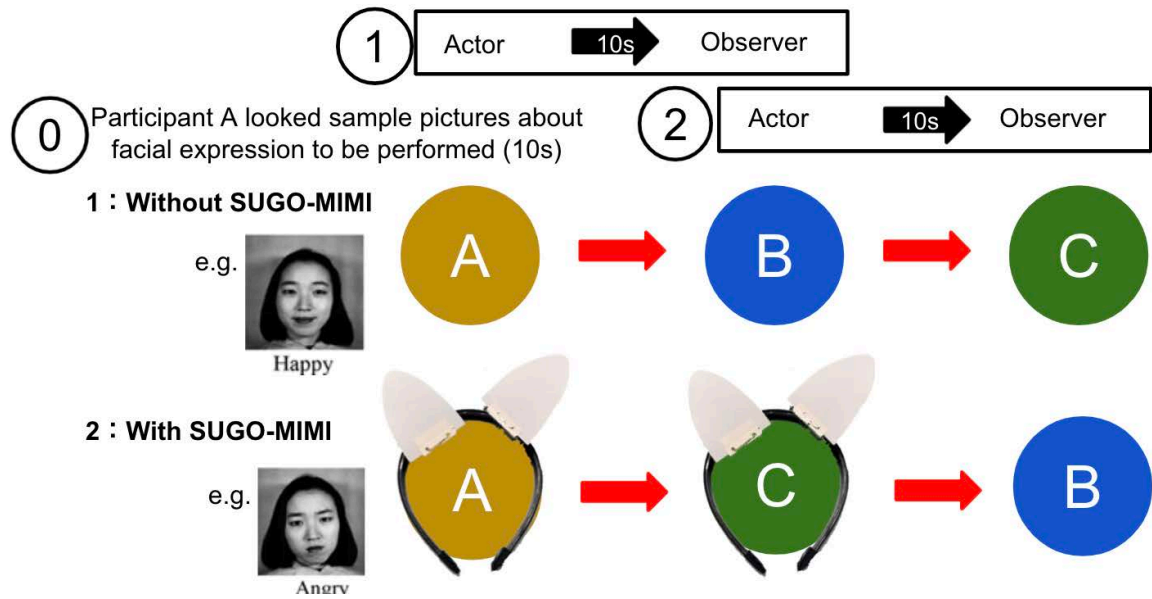 1
Actor 10s Observer
0
Participant A looked sample pictures about
facial expression to be performed (10s)
2
Actor 10s Observer
1：Without SUGO-MIMI
e.g.
Happy
A
B
C
2：With SUGO-MIMI
e.g.
Angry
A
C
B